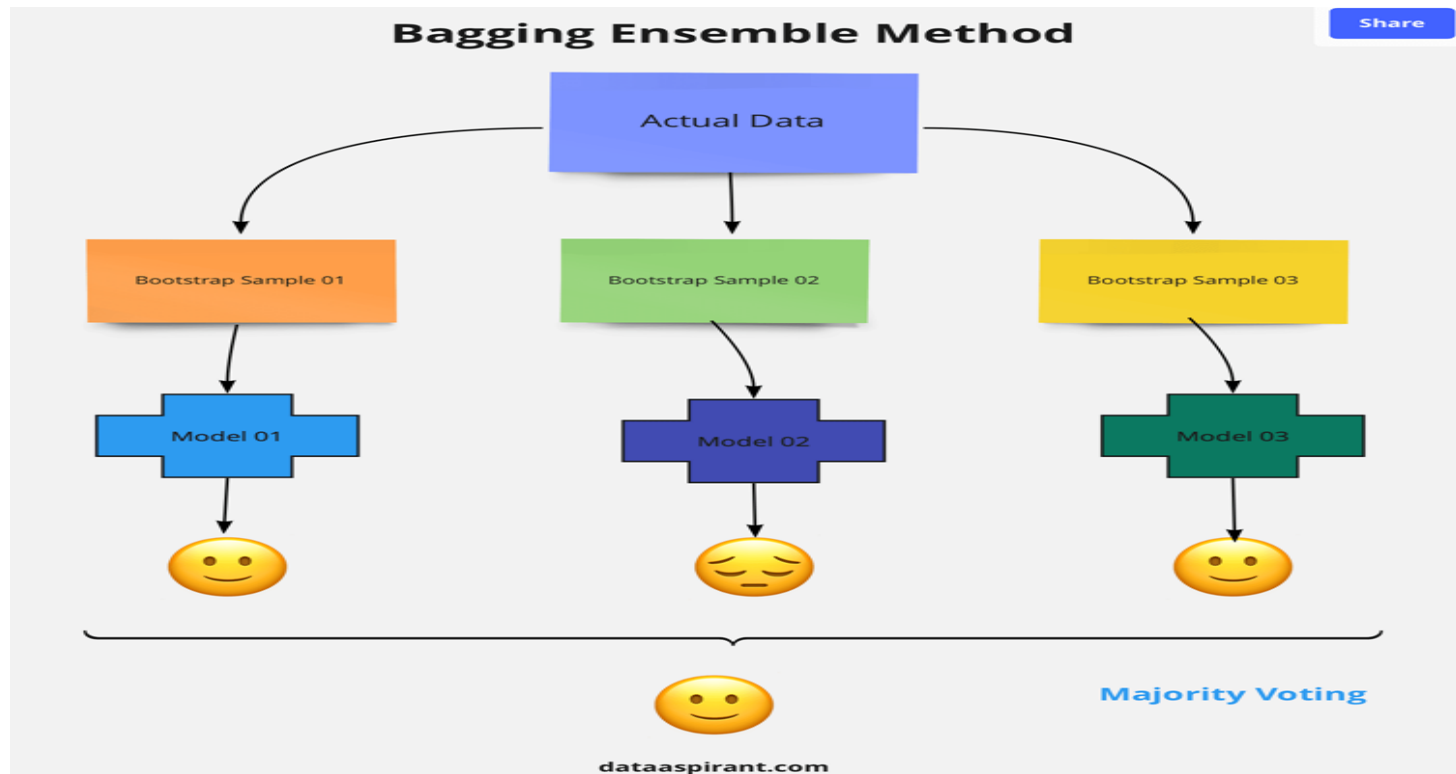 Bagging Ensemble Method
Share
Actual Data
Bootstrap Sample 01
Bootstrap Sample 02
Bootstrap Sample 03
Model 01
Model 02
Model 03
Majority Voting
dataaspirant.com